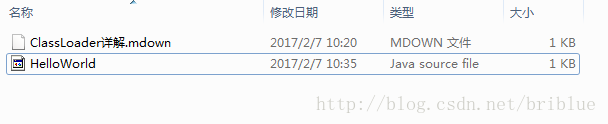 名称 修改日期 类型 大小
ClassLoader详解.mdown 2017/2/7 10:20 MDOWN 文件 1 KB
HelloWorld 2017/2/7 10:35 Java source file 1 KB
http://blog.csdn.net/briblue